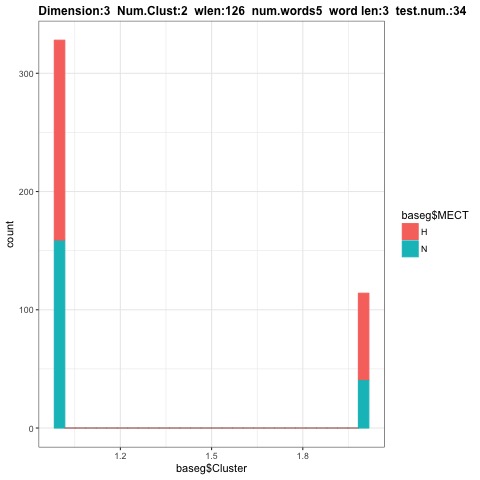 Dimension:3 Num.Clust:2 wlen:126 num.words5 word len:3 test.num.:34
300
200
100
0
count
1.2 1.5 1.8
baseg$Cluster
baseg$MECT
H
N